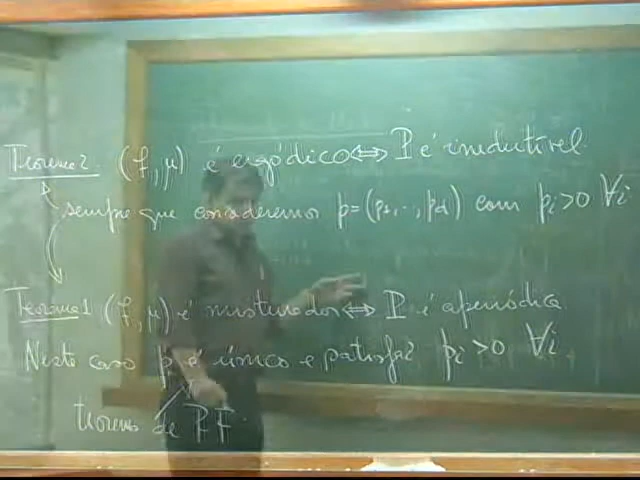 Teorema 2. (f, μ) é ergódico ⟺ P é irredutível.
sempre que consideremos p = (p1, ..., pd) com pi > 0 ∀i
Teorema 1 (f, μ) é misturador ⟺ P é aperiódica
Neste caso p é único e satisfaz pi > 0 ∀i
teorema de PF.